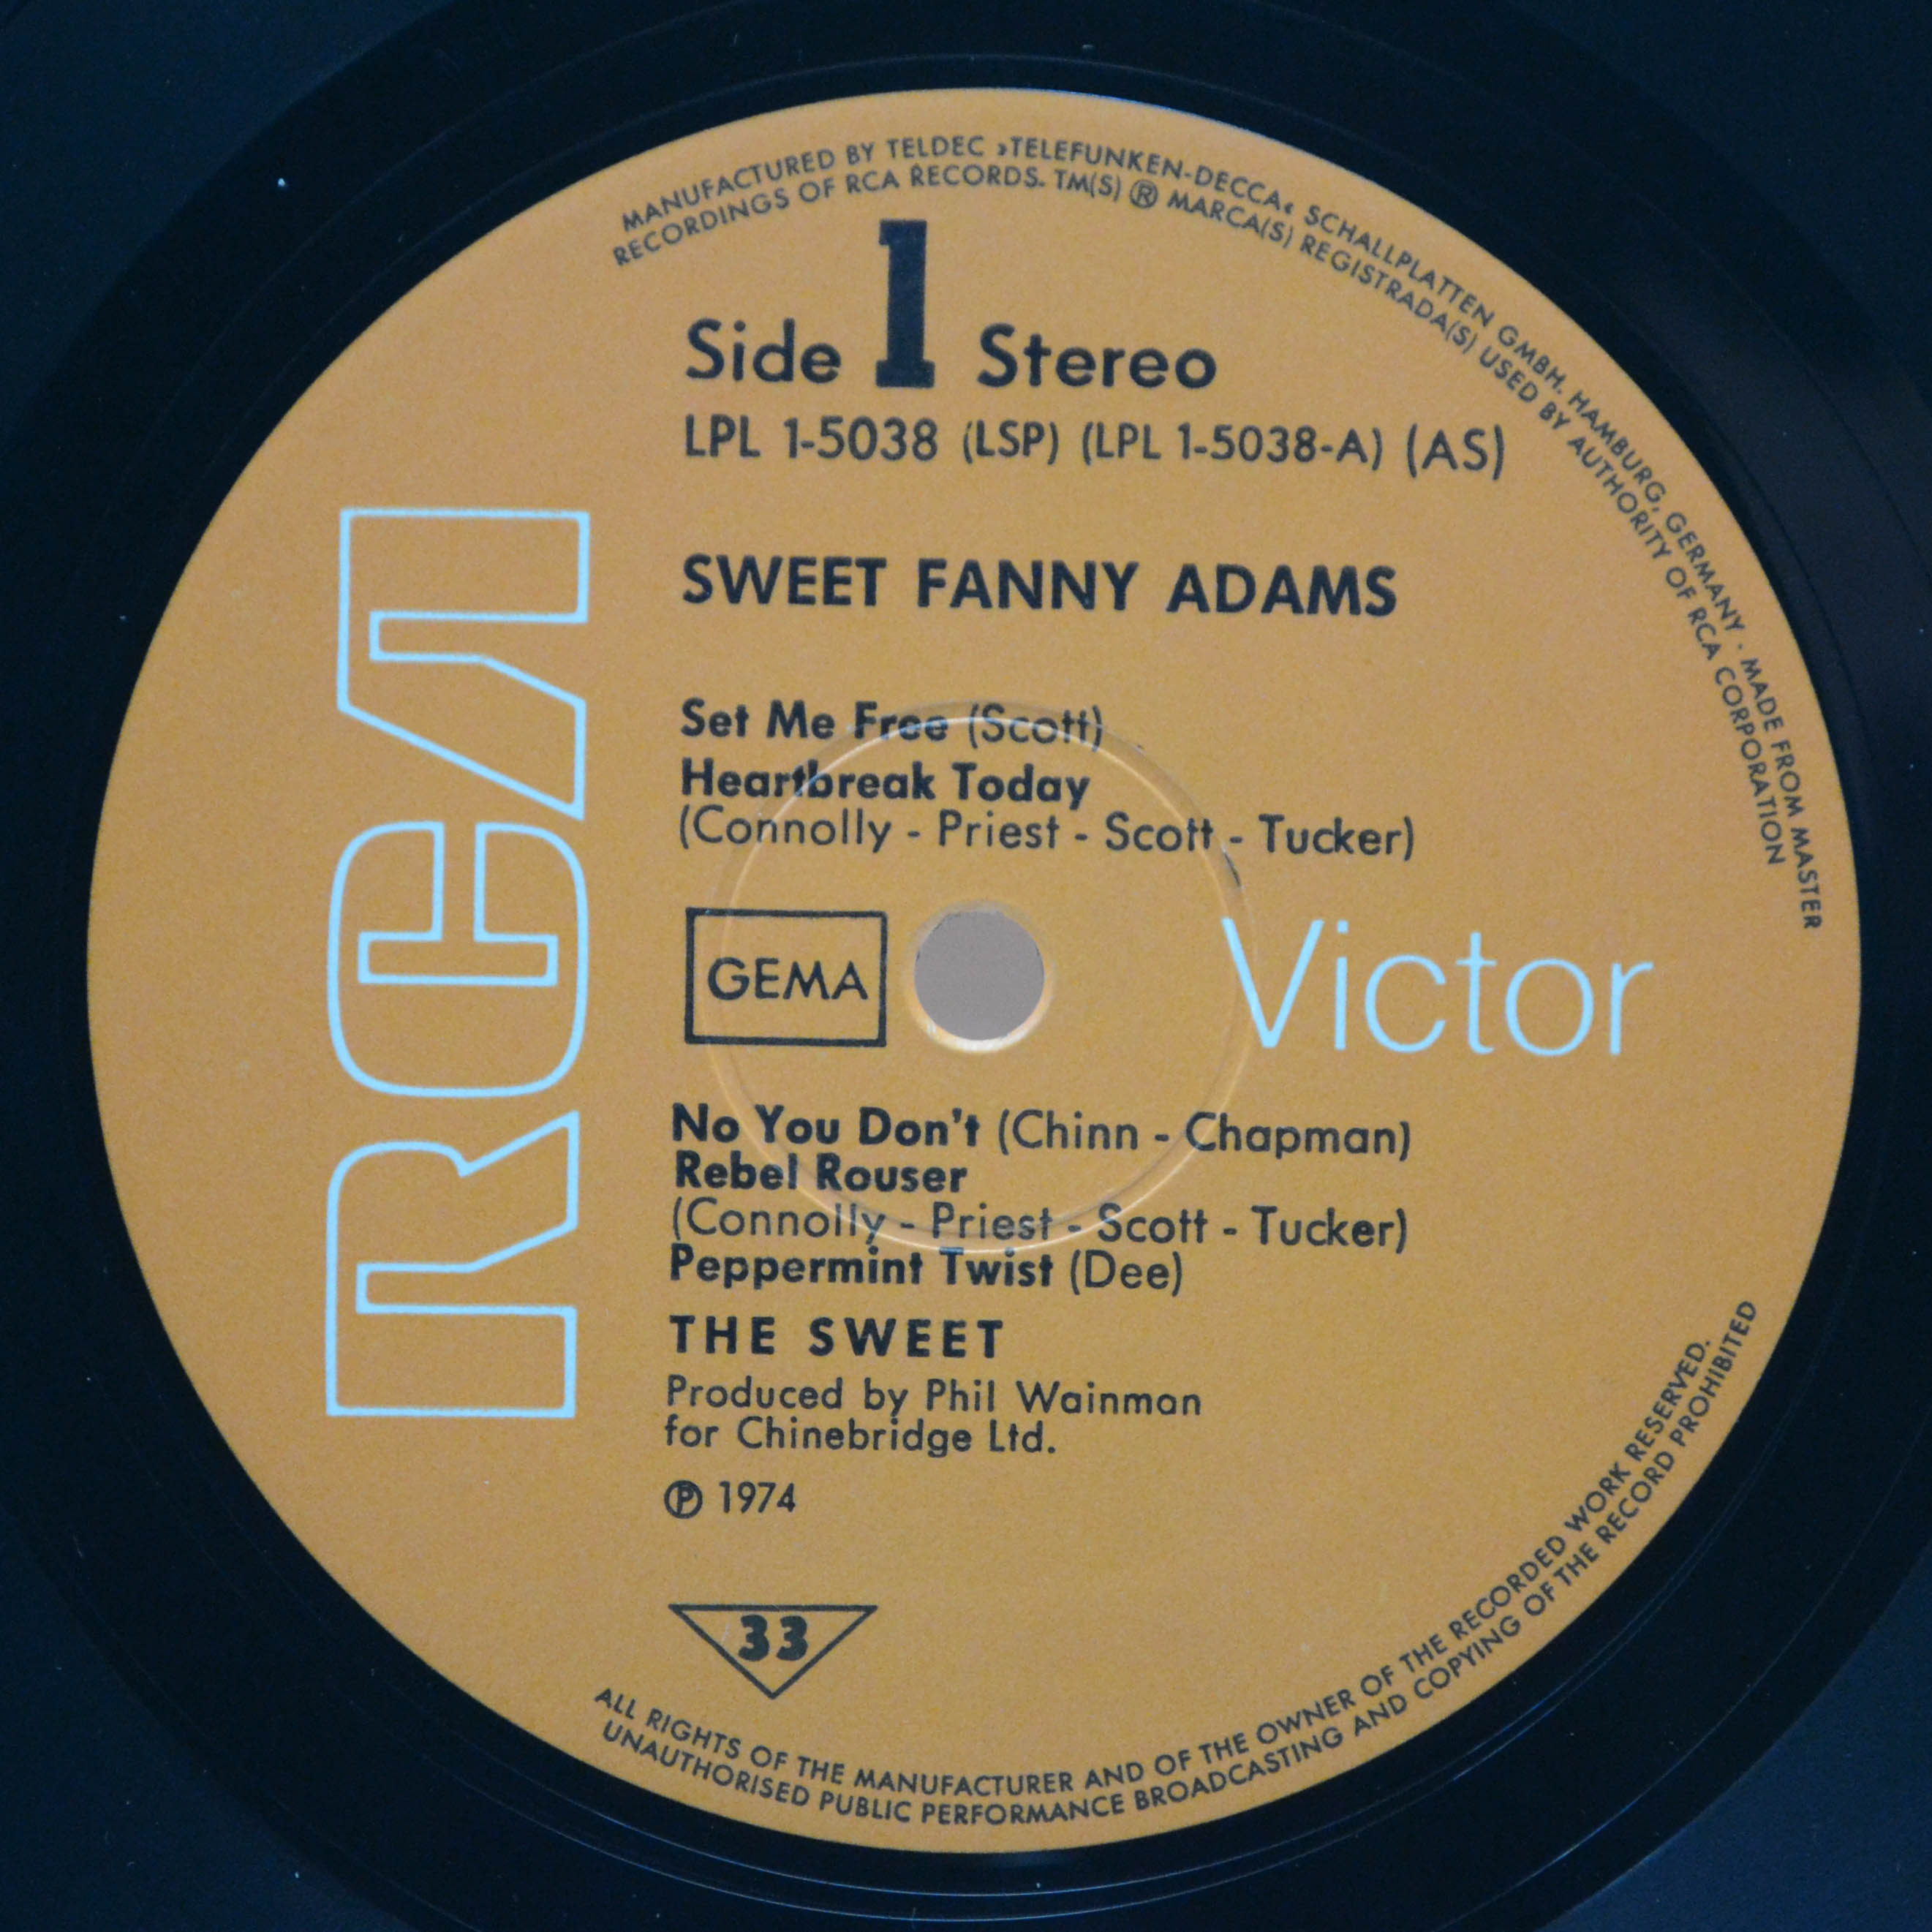 MANUFACTURED BY TELDEC ›TELEFUNKEN-DECCA‹ SCHALLPLATTEN GMBH. HAMBURG, GERMANY · MADE FROM MASTER
RECORDINGS OF RCA RECORDS. TM(S) ® MARCA(S) REGISTRADA(S) USED BY AUTHORITY OF RCA CORPORATION
Side 1 Stereo
LPL 1-5038 (LSP) (LPL 1-5038-A) (AS)
SWEET FANNY ADAMS
Set Me Free (Scott)
Heartbreak Today
(Connolly - Priest - Scott - Tucker)
RCA
GEMA
Victor
No You Don't (Chinn - Chapman)
Rebel Rouser
(Connolly - Priest - Scott - Tucker)
Peppermint Twist (Dee)
THE SWEET
Produced by Phil Wainman
for Chinebridge Ltd.
℗ 1974
33
ALL RIGHTS OF THE MANUFACTURER AND OF THE OWNER OF THE RECORDED WORK RESERVED.
UNAUTHORISED PUBLIC PERFORMANCE BROADCASTING AND COPYING OF THE RECORD PROHIBITED